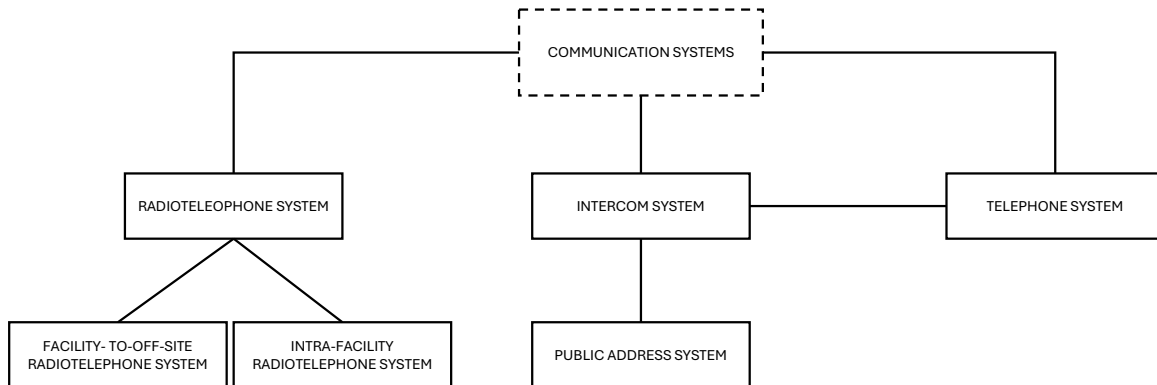 COMMUNICATION SYSTEMS
RADIOTELEOPHONE SYSTEM
INTERCOM SYSTEM
TELEPHONE SYSTEM
FACILITY- TO-OFF-SITE
RADIOTELEPHONE SYSTEM
INTRA-FACILITY
RADIOTELEPHONE SYSTEM
PUBLIC ADDRESS SYSTEM